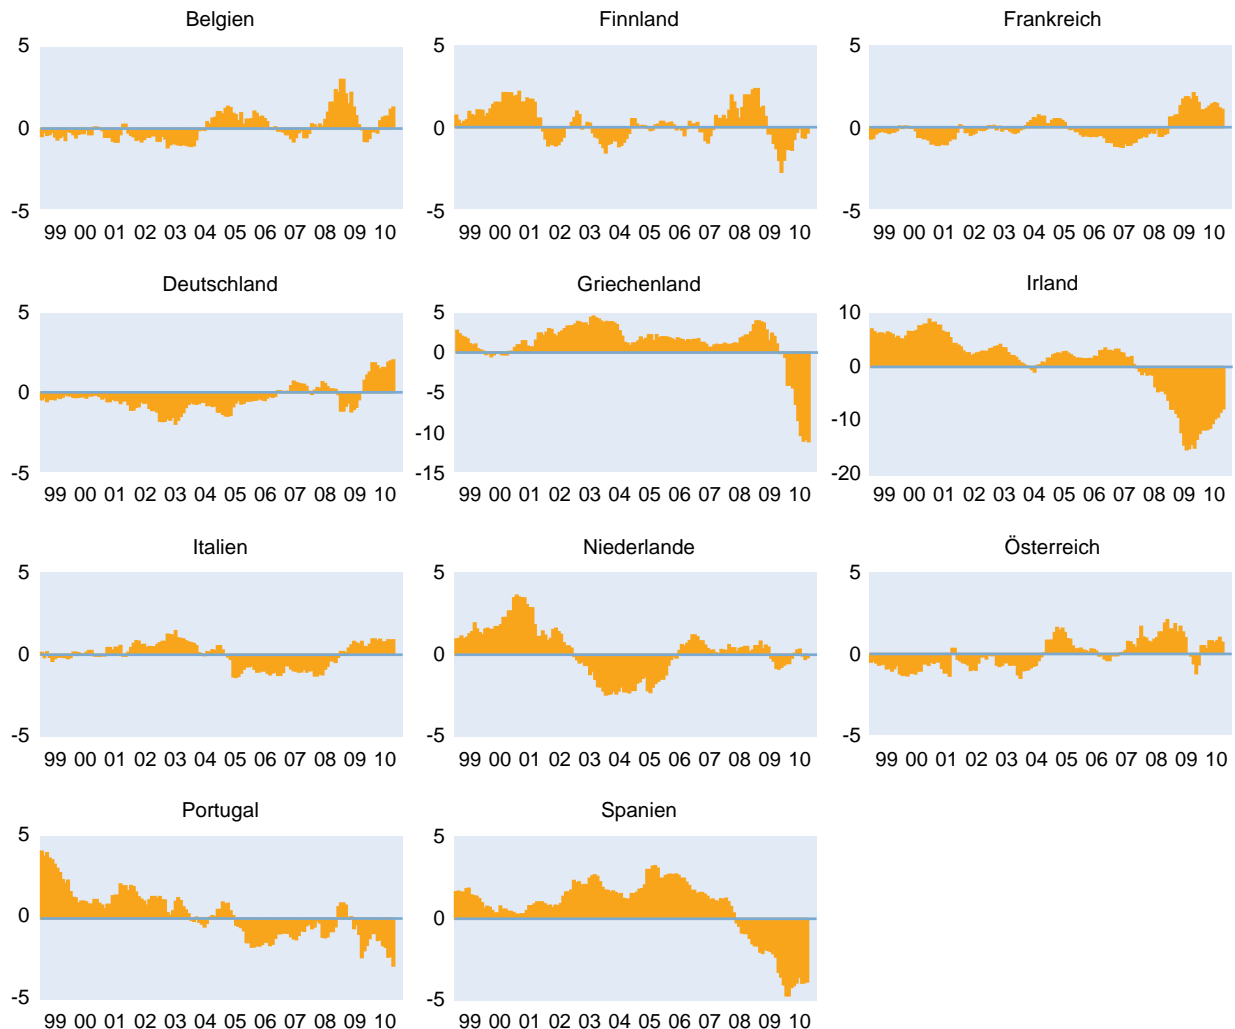 Belgien Finnland Frankreich
5 5 5
0 0 0
-5 -5 -5
99 00 01 02 03 04 05 06 07 08 09 10 99 00 01 02 03 04 05 06 07 08 09 10 99 00 01 02 03 04 05 06 07 08 09 10
Deutschland Griechenland Irland
5 5 10
0 0 0
-5 -10
-10
-5 -15 -20
99 00 01 02 03 04 05 06 07 08 09 10 99 00 01 02 03 04 05 06 07 08 09 10 99 00 01 02 03 04 05 06 07 08 09 10
Italien Niederlande Österreich
5 5 5
0 0 0
-5 -5 -5
99 00 01 02 03 04 05 06 07 08 09 10 99 00 01 02 03 04 05 06 07 08 09 10 99 00 01 02 03 04 05 06 07 08 09 10
Portugal Spanien
5 5
0 0
-5 -5
99 00 01 02 03 04 05 06 07 08 09 10 99 00 01 02 03 04 05 06 07 08 09 10